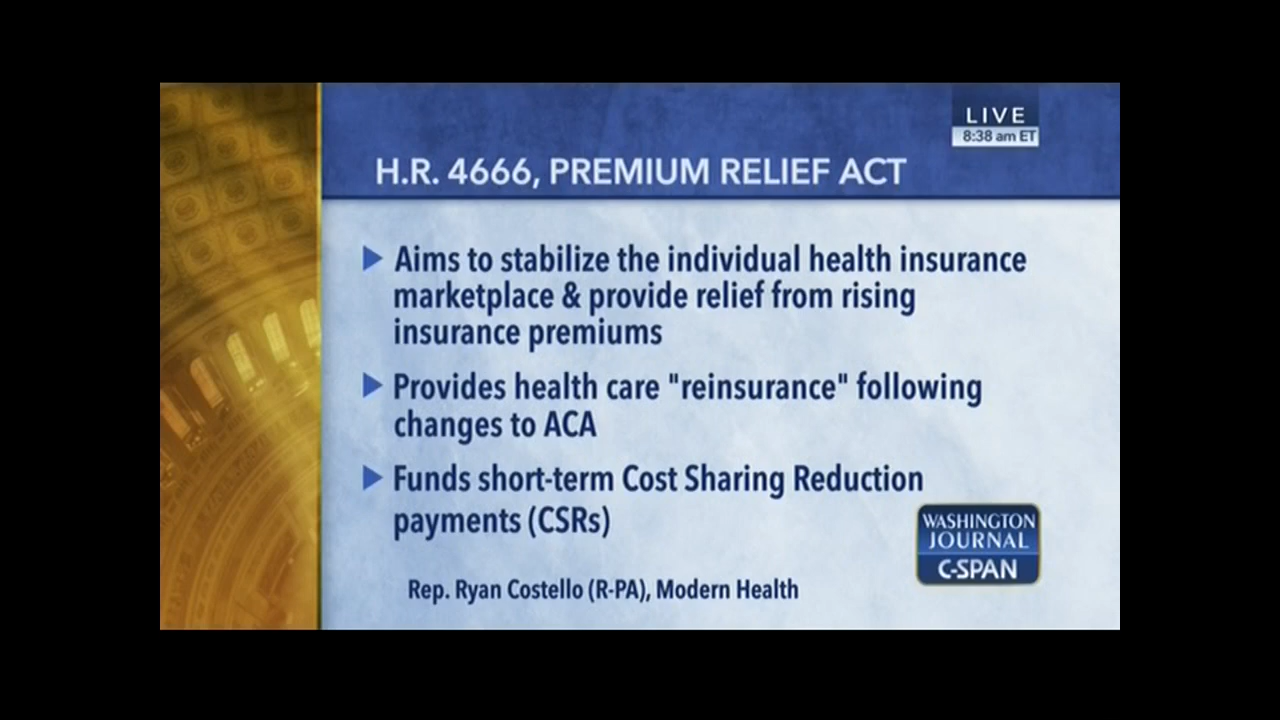 LIVE
8:38 am ET
H.R. 4666, PREMIUM RELIEF ACT
Aims to stabilize the individual health insurance
marketplace & provide relief from rising
insurance premiums
Provides health care "reinsurance" following
changes to ACA
Funds short-term Cost Sharing Reduction
payments (CSRs)
WASHINGTON
JOURNAL
C-SPAN
Rep. Ryan Costello (R-PA), Modern Health